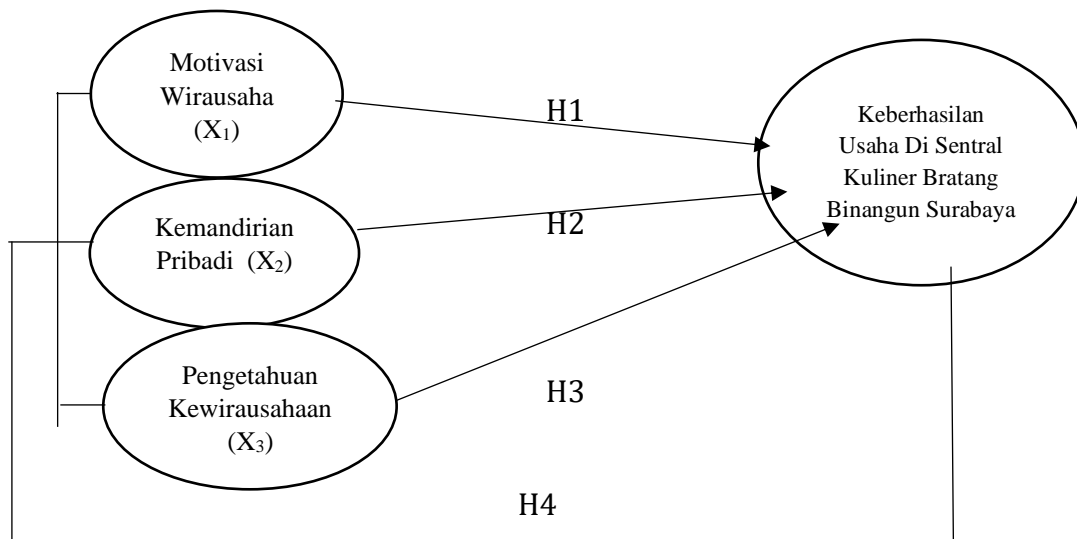 Motivasi
Wirausaha
(X₁)
H1
Keberhasilan
Usaha Di Sentral
Kuliner Bratang
Binangun Surabaya
Kemandirian
Pribadi (X₂)
H2
Pengetahuan
Kewirausahaan
(X₃)
H3
H4